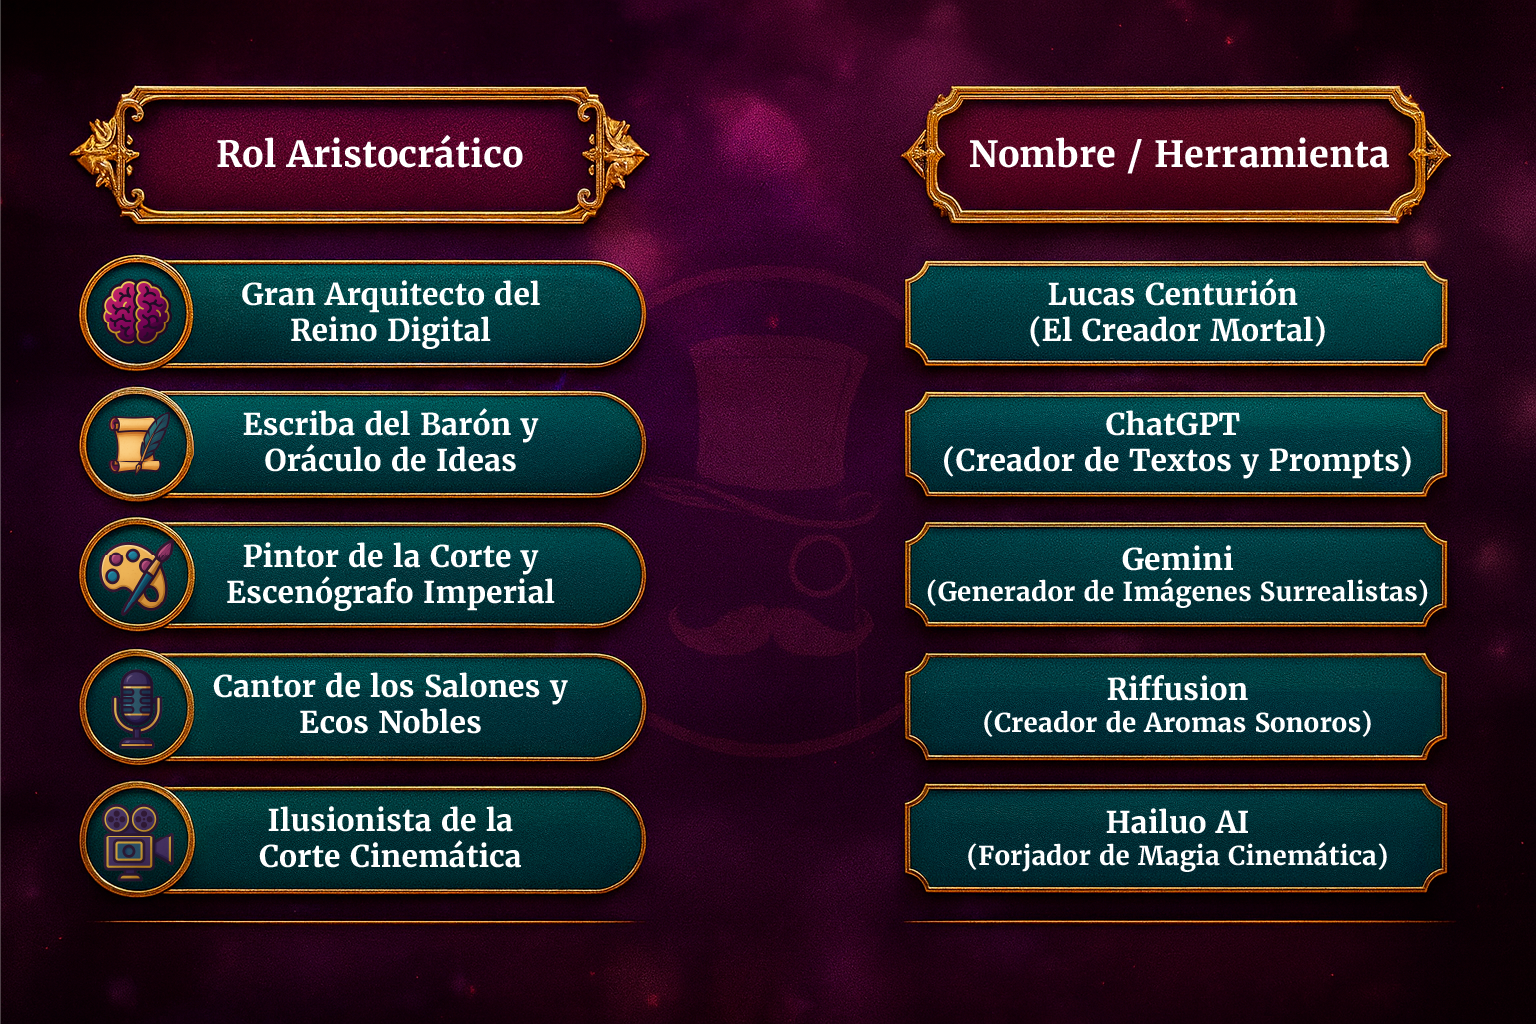 Rol Aristocrático
Nombre / Herramienta
Gran Arquitecto del
Reino Digital
Lucas Centurión
(El Creador Mortal)
Escriba del Barón y
Oráculo de Ideas
ChatGPT
(Creador de Textos y Prompts)
Pintor de la Corte y
Escenógrafo Imperial
Gemini
(Generador de Imágenes Surrealistas)
Cantor de los Salones y
Ecos Nobles
Riffusion
(Creador de Aromas Sonoros)
Ilusionista de la
Corte Cinemática
Hailuo AI
(Forjador de Magia Cinemática)